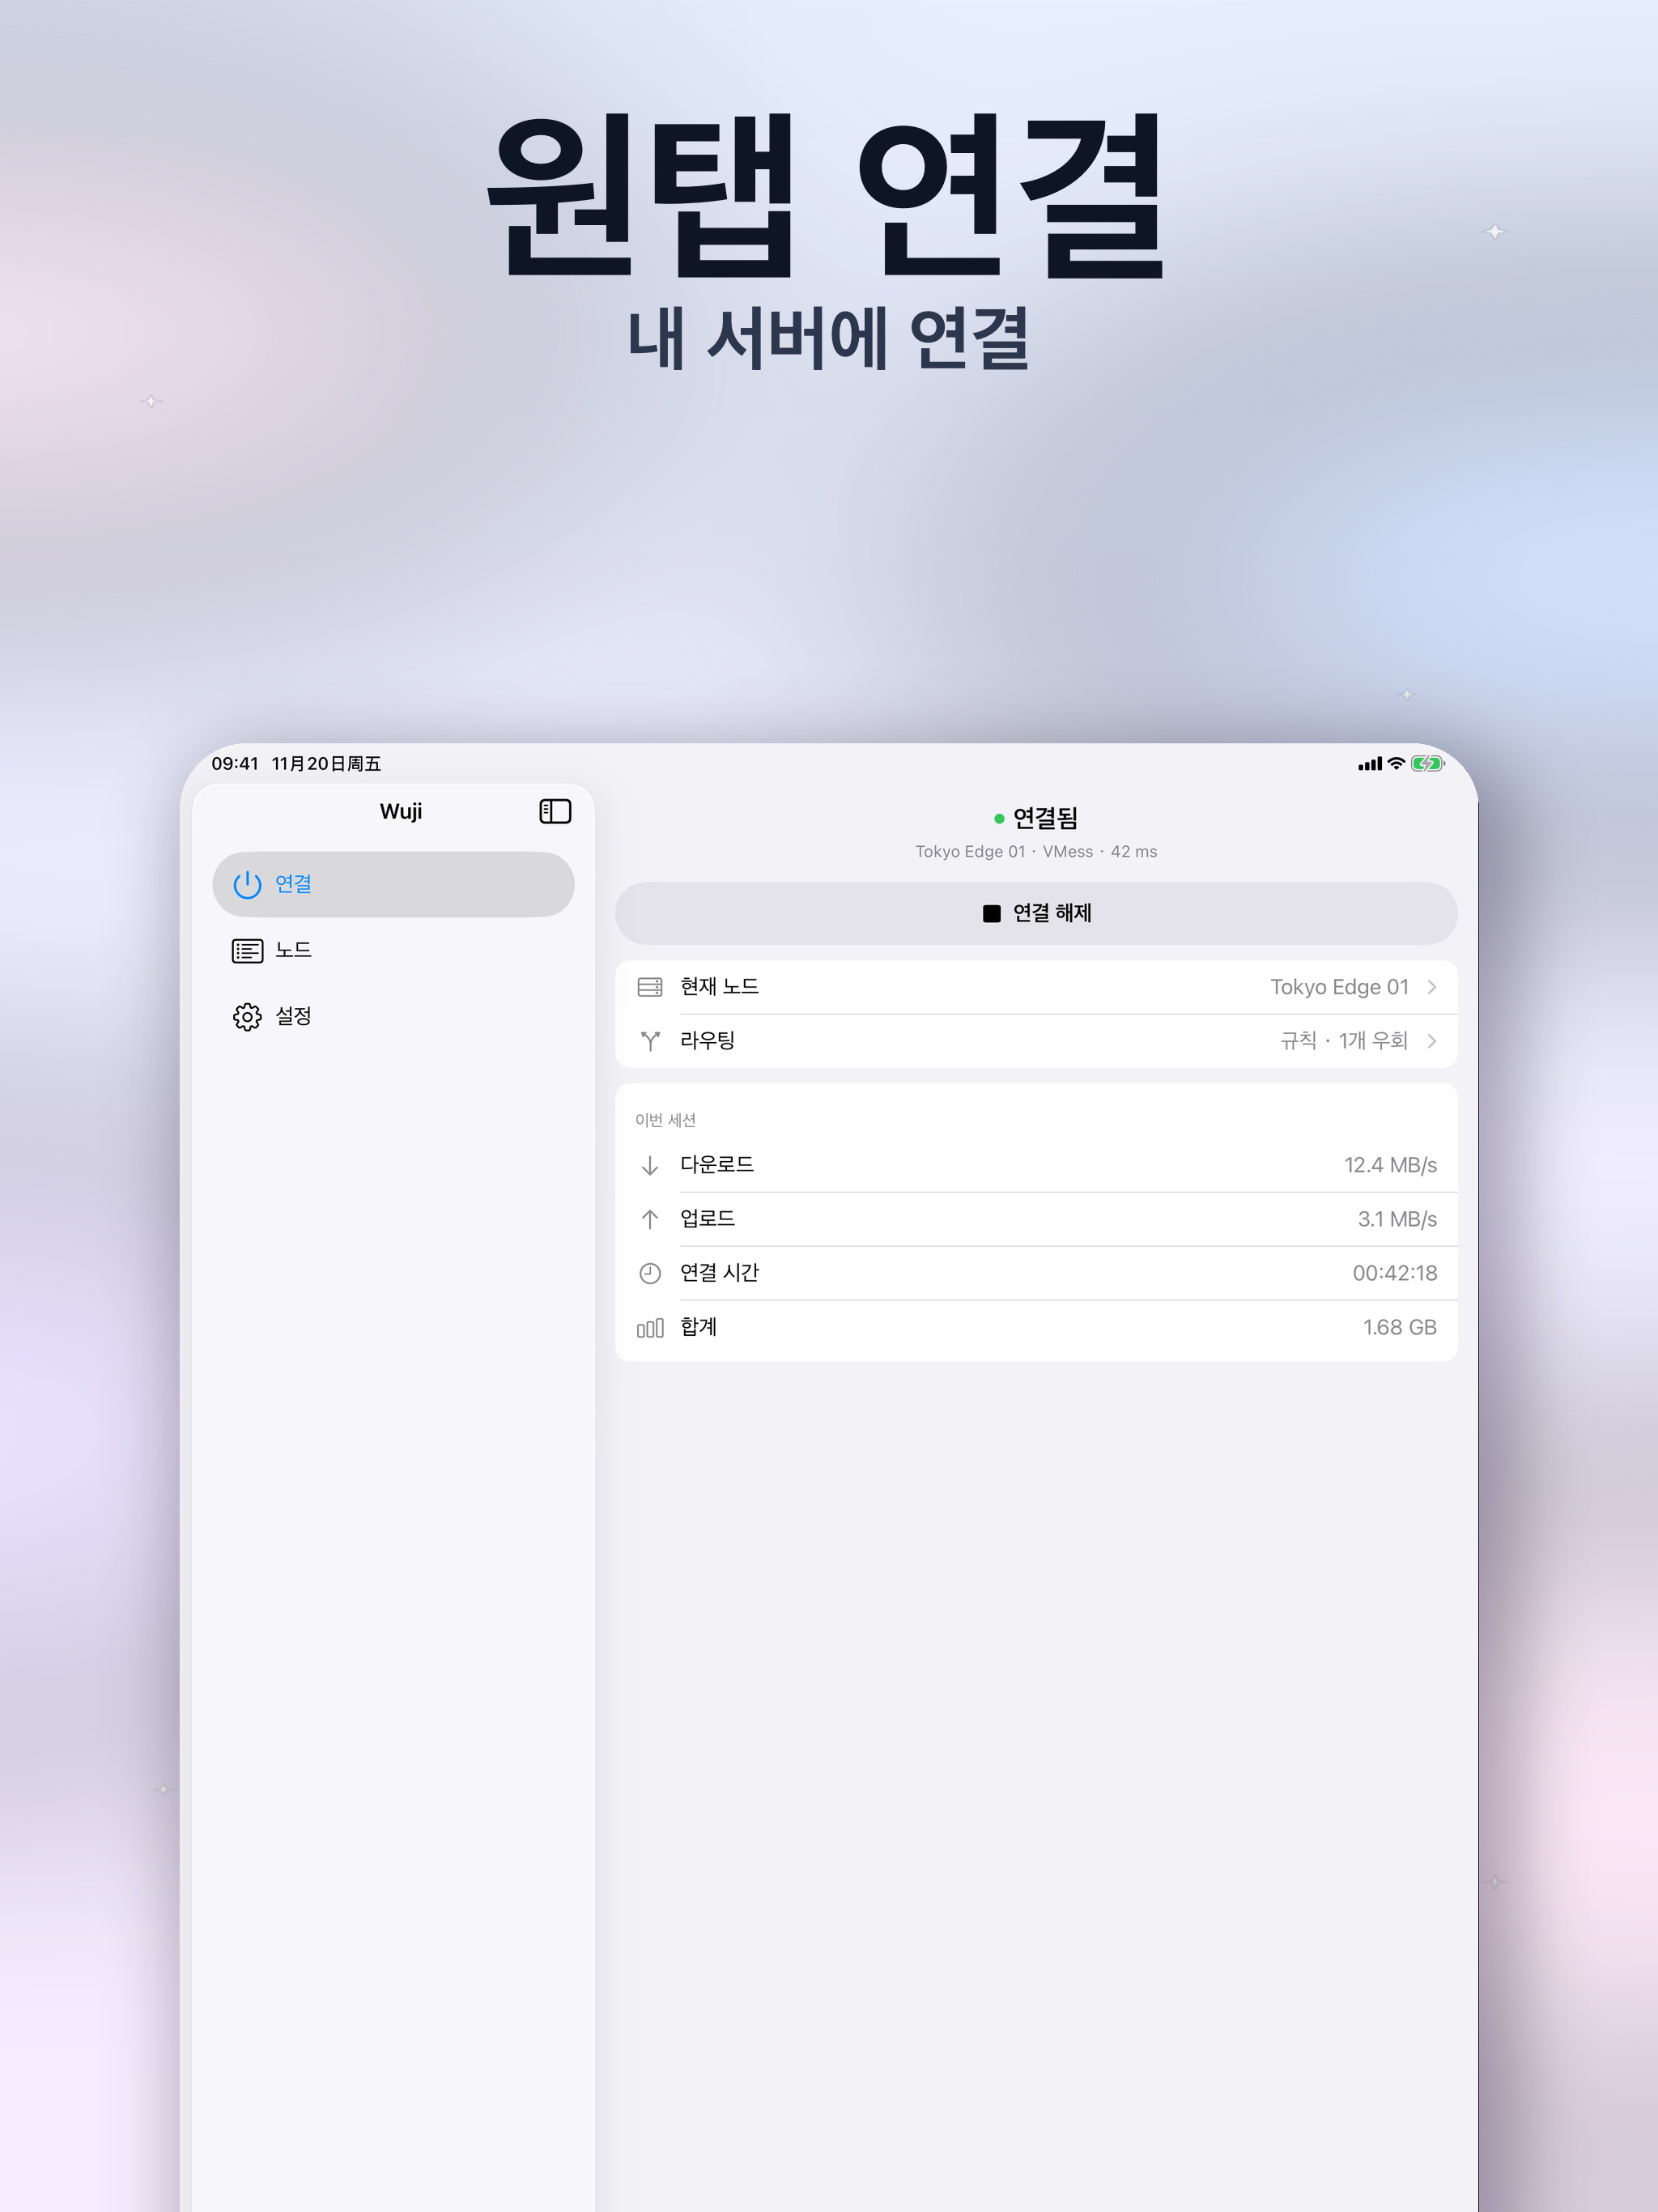 원탭 연결
내 서버에 연결
09:41 11月20日周五
Wuji
연결
노드
설정
연결됨
Tokyo Edge 01 · VMess · 42 ms
연결 해제
현재 노드 Tokyo Edge 01
라우팅 규칙 · 1개 우회
이번 세션
다운로드 12.4 MB/s
업로드 3.1 MB/s
연결 시간 00:42:18
합계 1.68 GB